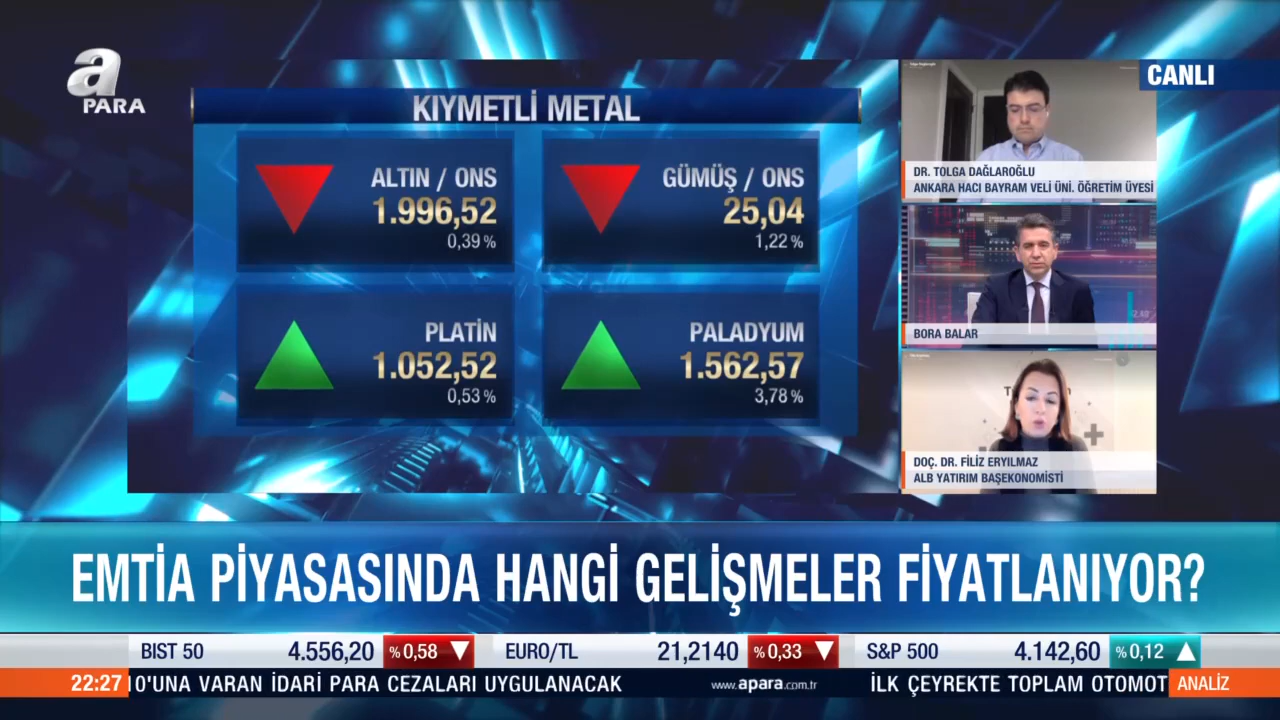 a
PARA
KIYMETLİ METAL
ALTIN / ONS
1.996,52
0,39 %
GÜMÜŞ / ONS
25,04
1,22 %
PLATİN
1.052,52
0,53 %
PALADYUM
1.562,57
3,78 %
CANLI
DR. TOLGA DAĞLAROĞLU
ANKARA HACI BAYRAM VELİ ÜNİ. ÖĞRETİM ÜYESİ
BORA BALAR
DOÇ. DR. FİLİZ ERYILMAZ
ALB YATIRIM BAŞEKONOMİSTİ
EMTİA PİYASASINDA HANGİ GELİŞMELER FİYATLANIYOR?
BIST 50 4.556,20 %0,58 EURO/TL 21,2140 %0,33 S&P 500 4.142,60 %0,12
22:27 10'UNA VARAN İDARİ PARA CEZALARI UYGULANACAK www.apara.com.tr İLK ÇEYREKTE TOPLAM OTOMOT ANALİZ